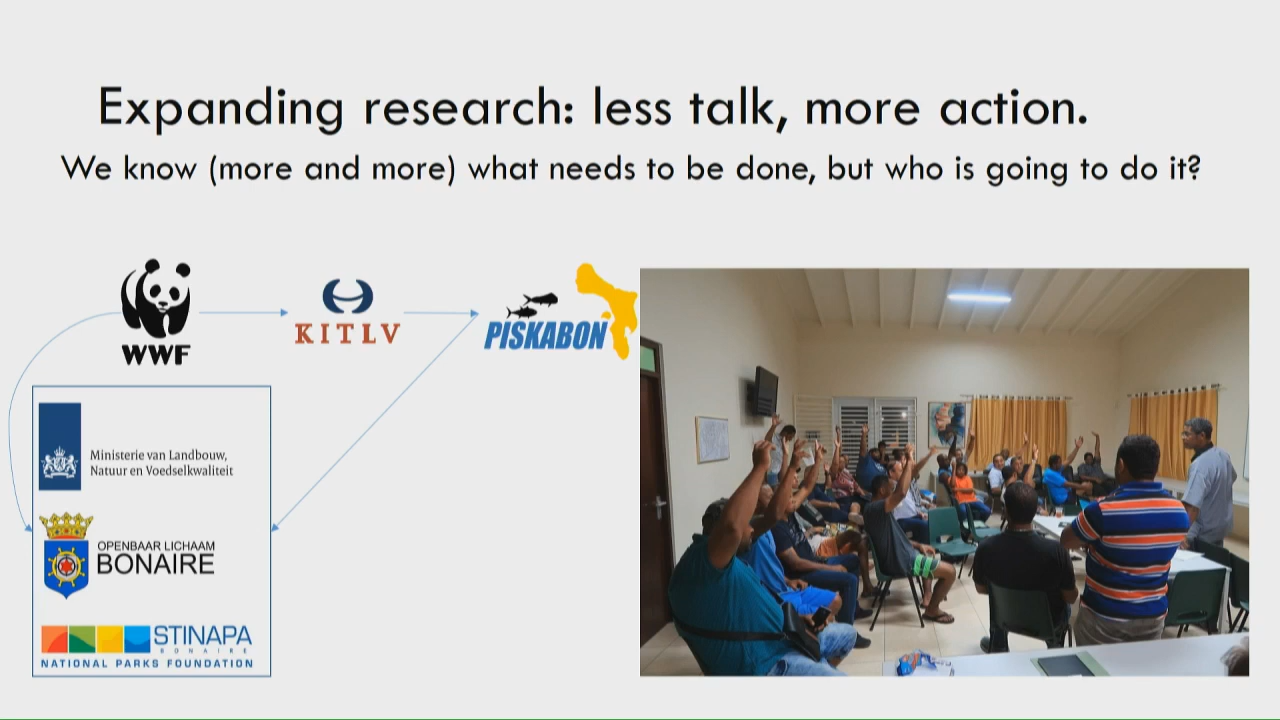 Expanding research: less talk, more action.
We know (more and more) what needs to be done, but who is going to do it?
WWF
KITLV
PISKABON
Ministerie van Landbouw,
Natuur en Voedselkwaliteit
OPENBAAR LICHAAM
BONAIRE
STINAPA
BONAIRE
NATIONAL PARKS FOUNDATION